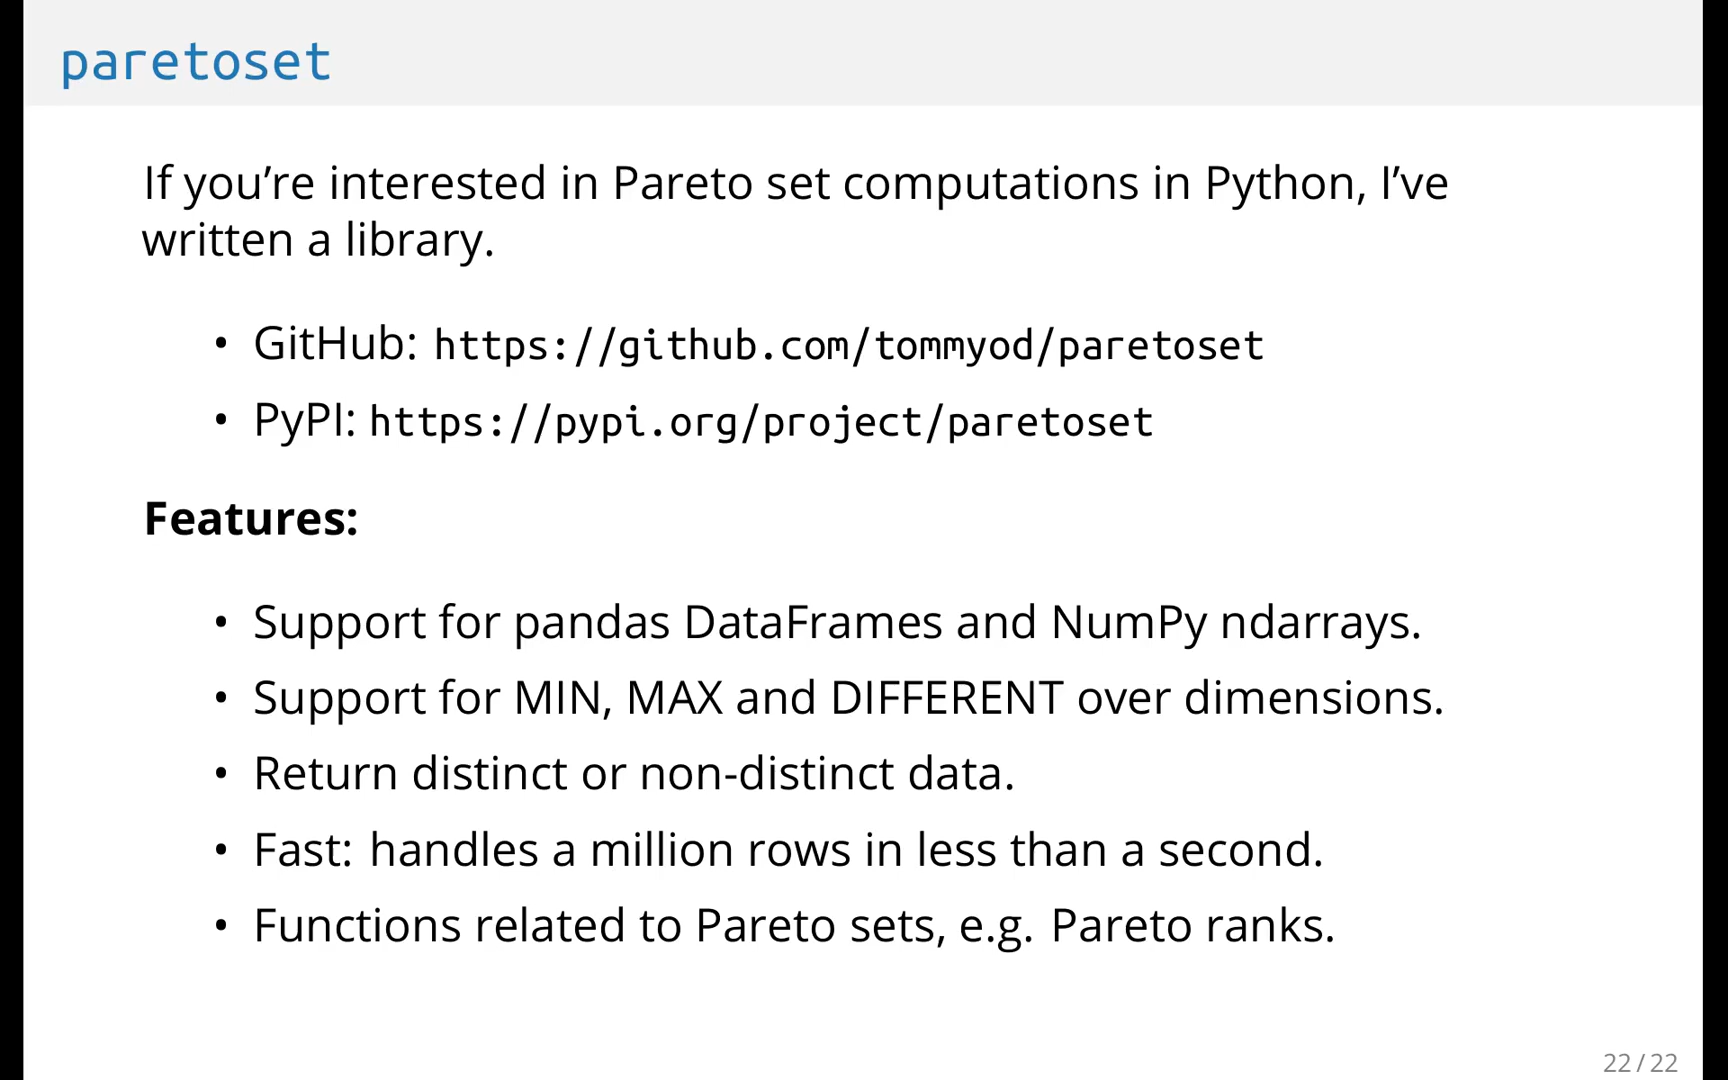 paretoset
If you’re interested in Pareto set computations in Python, I’ve
written a library.
• GitHub: https://github.com/tommyod/paretoset
• PyPI: https://pypi.org/project/paretoset
Features:
• Support for pandas DataFrames and NumPy ndarrays.
• Support for MIN, MAX and DIFFERENT over dimensions.
• Return distinct or non-distinct data.
• Fast: handles a million rows in less than a second.
• Functions related to Pareto sets, e.g. Pareto ranks.
22 / 22